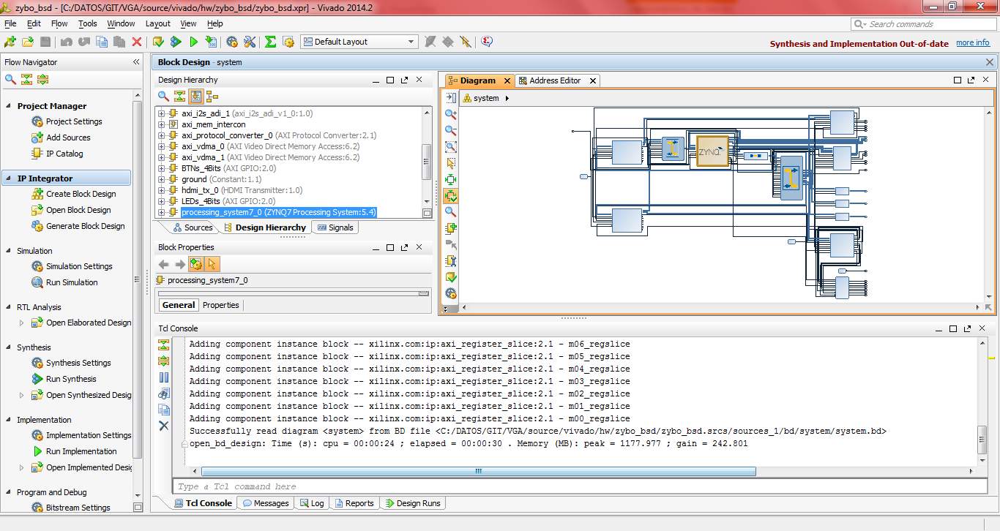 zybo_bsd - [C:/DATOS/GIT/VGA/source/vivado/hw/zybo_bsd/zybo_bsd.xpr] - Vivado 2014.2
File Edit Flow Tools Window Layout View Help
Search commands
Default Layout
Synthesis and Implementation Out-of-date more info
Flow Navigator
Project Manager
Project Settings
Add Sources
IP Catalog
IP Integrator
Create Block Design
Open Block Design
Generate Block Design
Simulation
Simulation Settings
Run Simulation
RTL Analysis
Open Elaborated Design
Synthesis
Synthesis Settings
Run Synthesis
Open Synthesized Desig
Implementation
Implementation Settings
Run Implementation
Open Implemented Desig
Program and Debug
Bitstream Settings
Block Design - system
Design Hierarchy
axi_i2s_adi_1 (axi_i2s_adi_v1_0:1.0)
axi_mem_intercon
axi_protocol_converter_0 (AXI Protocol Converter:2.1)
axi_vdma_0 (AXI Video Direct Memory Access:6.2)
axi_vdma_1 (AXI Video Direct Memory Access:6.2)
BTNs_4Bits (AXI GPIO:2.0)
ground (Constant:1.1)
hdmi_tx_0 (HDMI Transmitter:1.0)
LEDs_4Bits (AXI GPIO:2.0)
processing_system7_0 (ZYNQ7 Processing System:5.4)
Sources Design Hierarchy Signals
Block Properties
processing_system7_0
General Properties
Diagram Address Editor
system
ZYNQ
Tcl Console
Adding component instance block -- xilinx.com:ip:axi_register_slice:2.1 - m06_regslice
Adding component instance block -- xilinx.com:ip:axi_register_slice:2.1 - m05_regslice
Adding component instance block -- xilinx.com:ip:axi_register_slice:2.1 - m04_regslice
Adding component instance block -- xilinx.com:ip:axi_register_slice:2.1 - m03_regslice
Adding component instance block -- xilinx.com:ip:axi_register_slice:2.1 - m02_regslice
Adding component instance block -- xilinx.com:ip:axi_register_slice:2.1 - m01_regslice
Adding component instance block -- xilinx.com:ip:axi_register_slice:2.1 - m00_regslice
Successfully read diagram <system> from BD file <C:/DATOS/GIT/VGA/source/vivado/hw/zybo_bsd/zybo_bsd.srcs/sources_1/bd/system/system.bd>
open_bd_design: Time (s): cpu = 00:00:24 ; elapsed = 00:00:30 . Memory (MB): peak = 1177.977 ; gain = 242.801
Type a Tcl command here
Tcl Console Messages Log Reports Design Runs